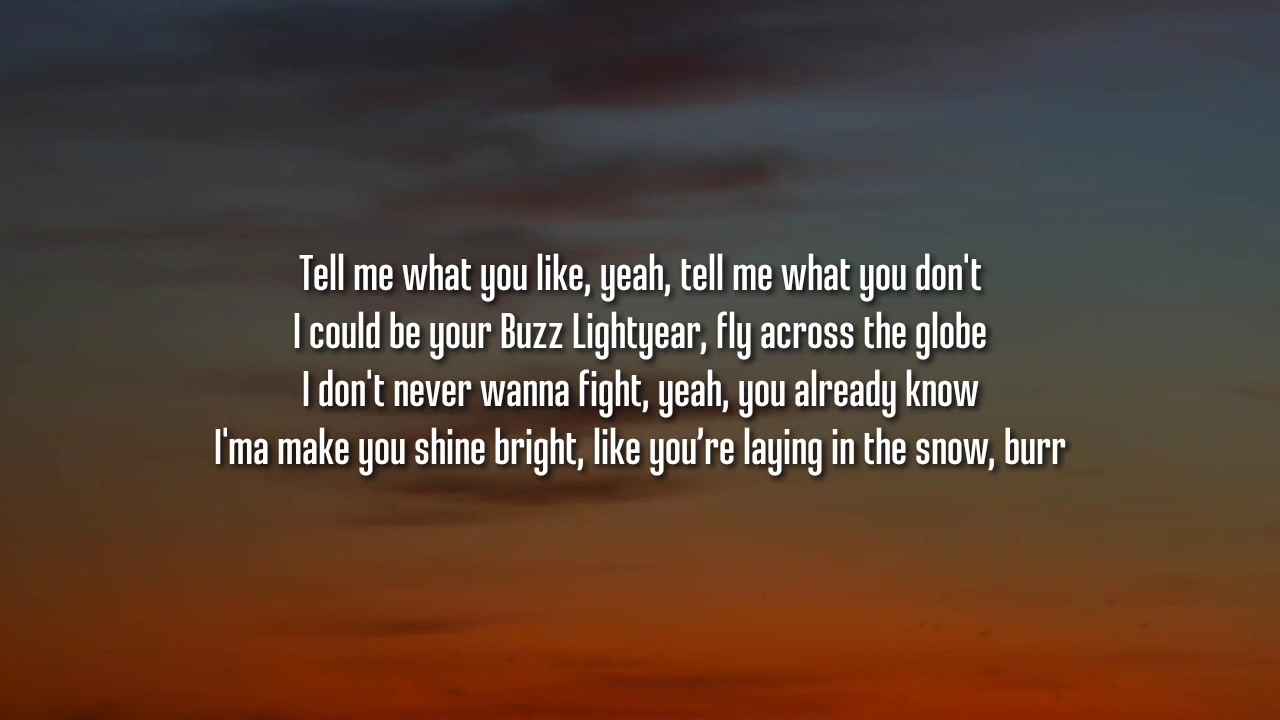 Tell me what you like, yeah, tell me what you don't
I could be your Buzz Lightyear, fly across the globe
I don't never wanna fight, yeah, you already know
I'ma make you shine bright, like you’re laying in the snow, burr